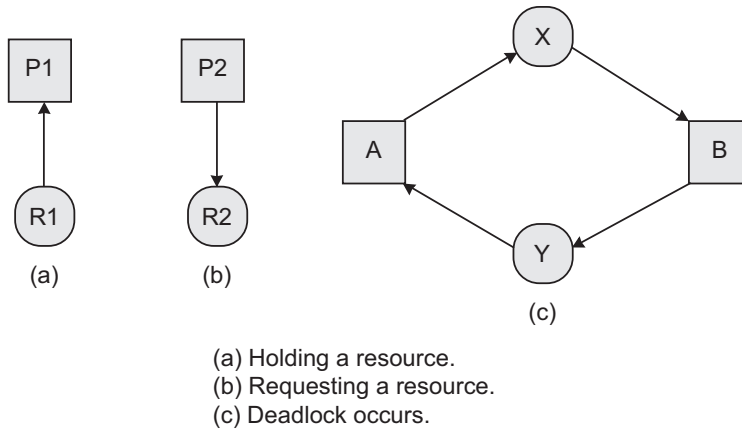 P1
P2
X
A
B
R1
R2
Y
(a)
(b)
(c)
(a) Holding a resource.
(b) Requesting a resource.
(c) Deadlock occurs.